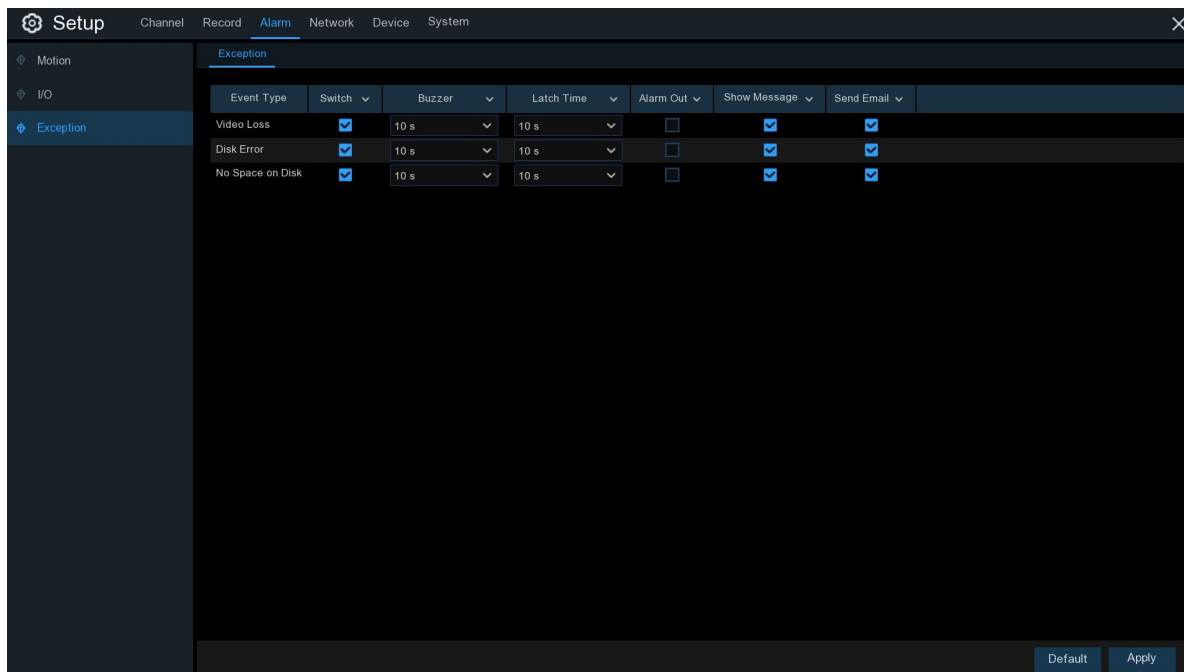 Setup Channel Record Alarm Network Device System
Motion
I/O
Exception
Exception
Event Type Switch Buzzer Latch Time Alarm Out Show Message Send Email
Video Loss 10 s 10 s
Disk Error 10 s 10 s
No Space on Disk 10 s 10 s
Default Apply